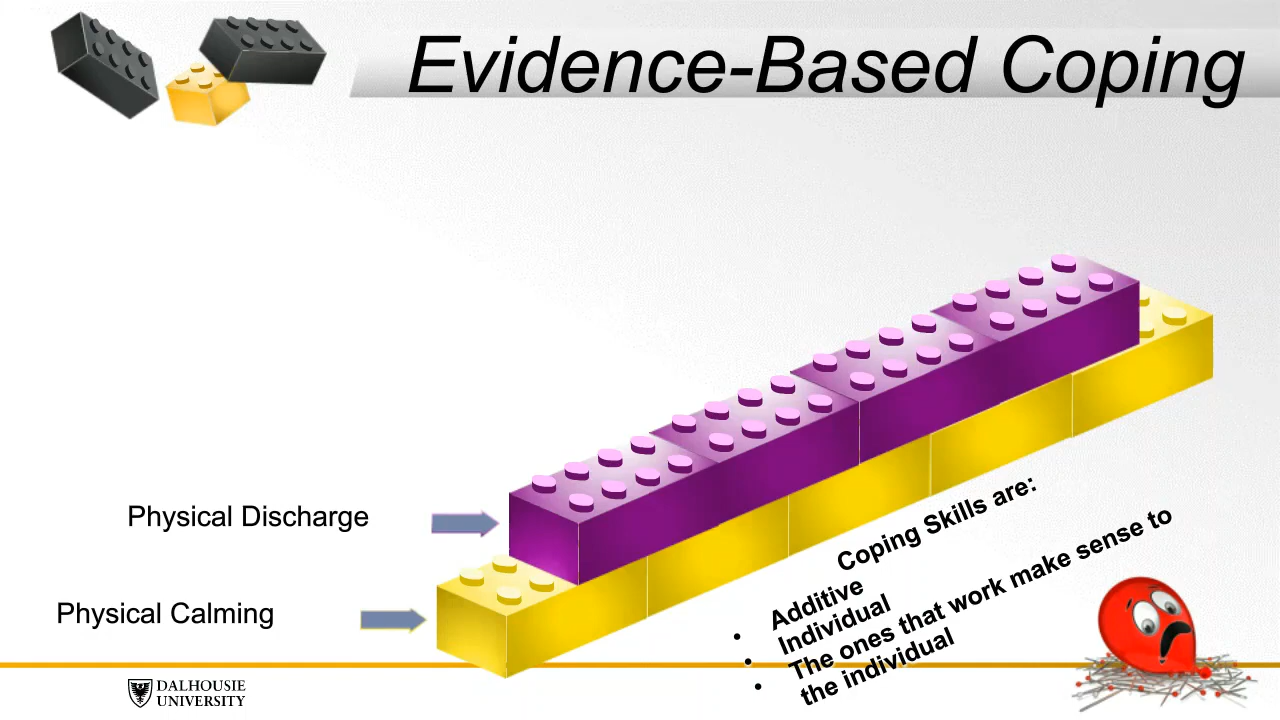 Evidence-Based Coping
Physical Discharge
Physical Calming
Coping Skills are:
• Additive
• Individual
• The ones that work make sense to
the individual
DALHOUSIE
UNIVERSITY